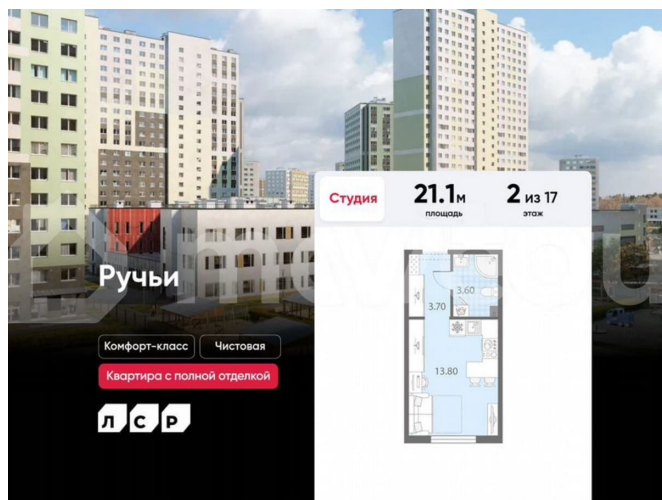 Студия
21.1м
площадь
2 из 17
этаж
Ручьи
3.70
3.60
13.80
Комфорт-класс
Чистовая
Квартира с полной отделкой
ЛСР